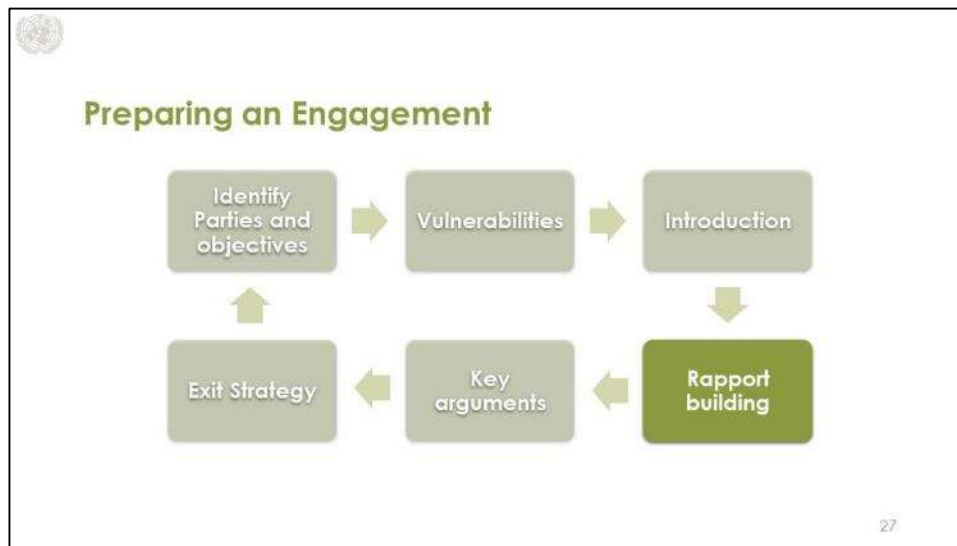 Preparing an Engagement
Identify
Parties and
objectives
Vulnerabilities
Introduction
Rapport
building
Key
arguments
Exit Strategy
27